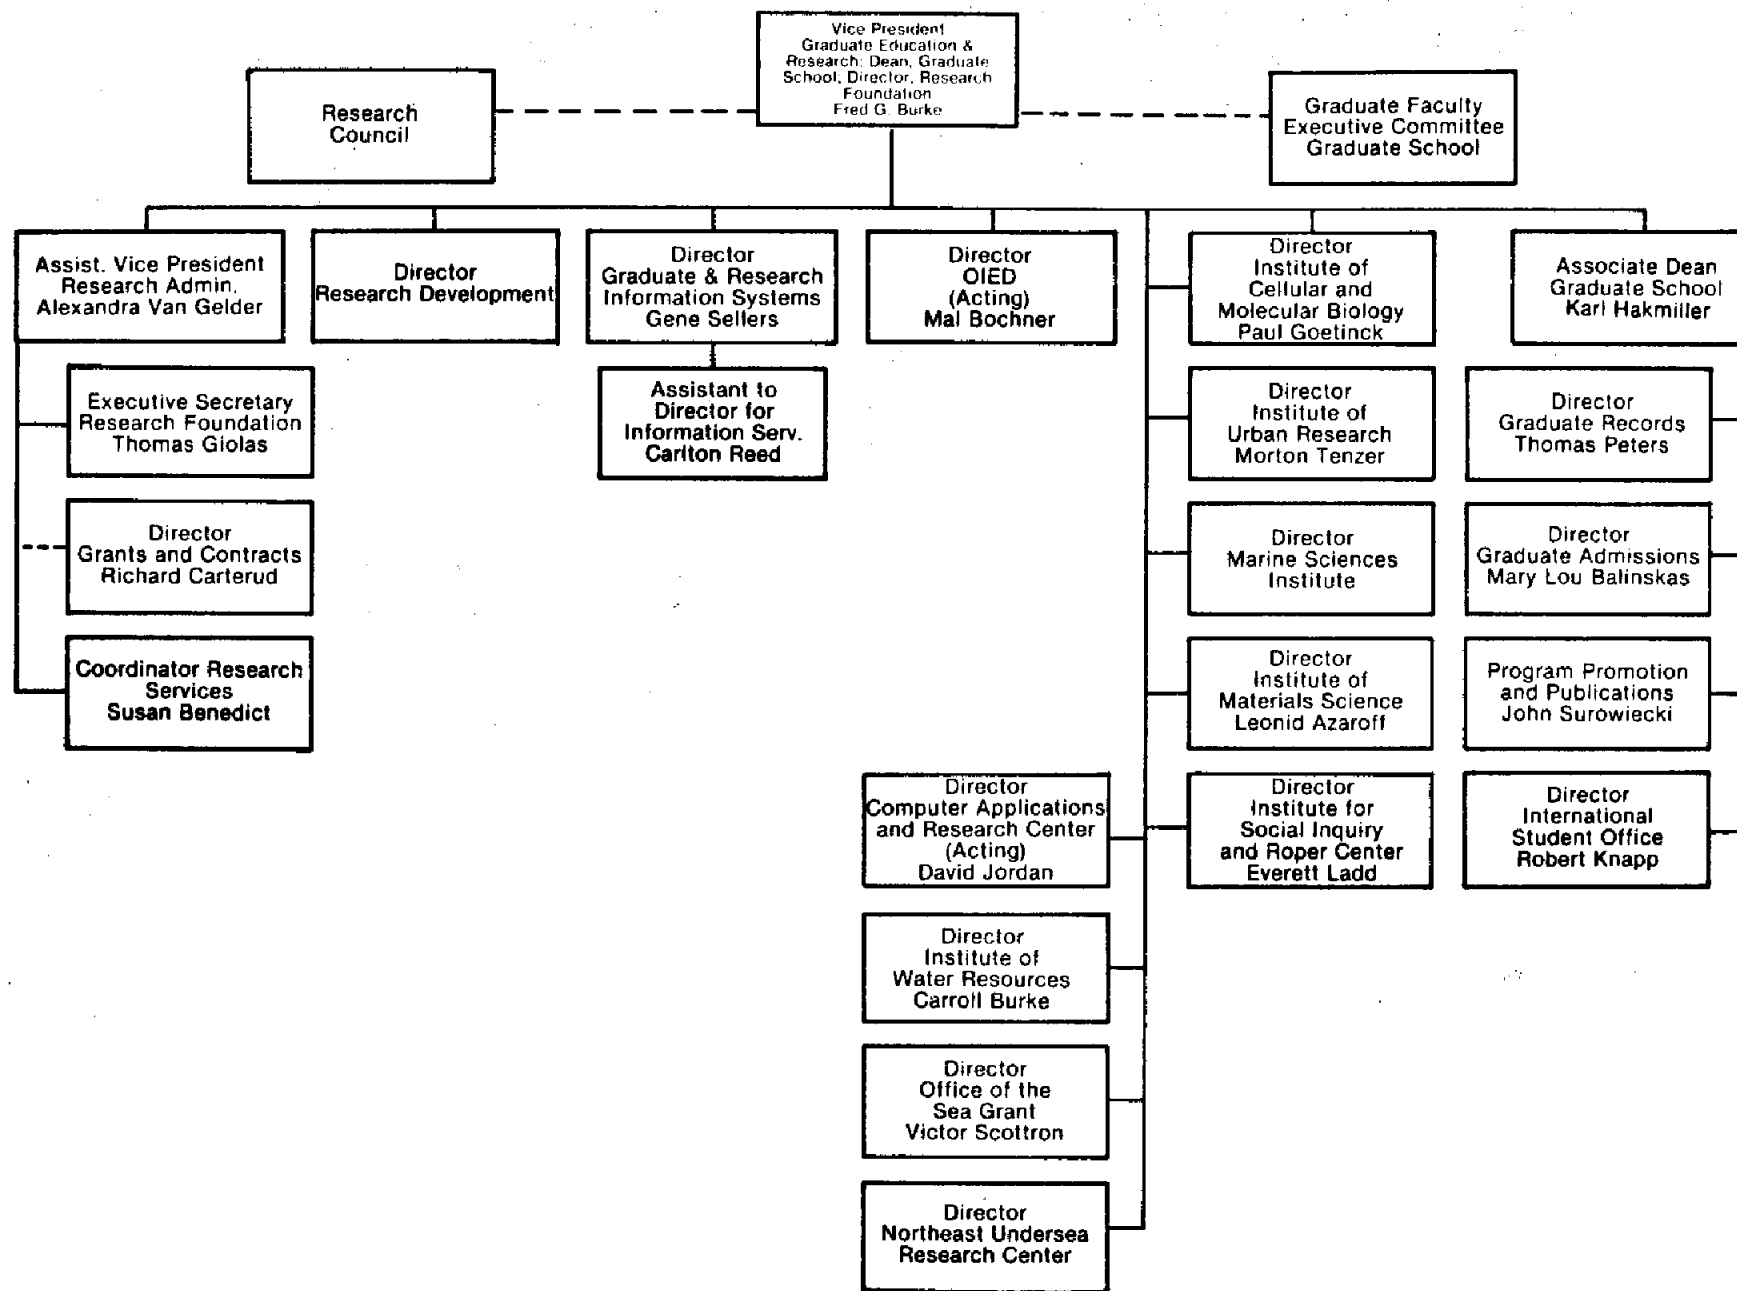 Vice President
Graduate Education &
Research; Dean, Graduate
School, Director, Research
Foundation
Fred G. Burke
Research
Council
Graduate Faculty
Executive Committee
Graduate School
Assist. Vice President
Research Admin.
Alexandra Van Gelder
Director
Research Development
Director
Graduate & Research
Information Systems
Gene Sellers
Director
OIED
(Acting)
Mal Bochner
Director
Institute of
Cellular and
Molecular Biology
Paul Goetinck
Associate Dean
Graduate School
Karl Hakmiller
Executive Secretary
Research Foundation
Thomas Giolas
Assistant to
Director for
Information Serv.
Carlton Reed
Director
Institute of
Urban Research
Morton Tenzer
Director
Graduate Records
Thomas Peters
Director
Grants and Contracts
Richard Carterud
Director
Marine Sciences
Institute
Director
Graduate Admissions
Mary Lou Balinskas
Coordinator Research
Services
Susan Benedict
Director
Institute of
Materials Science
Leonid Azaroff
Program Promotion
and Publications
John Surowiecki
Director
Computer Applications
and Research Center
(Acting)
David Jordan
Director
Institute for
Social Inquiry
and Roper Center
Everett Ladd
Director
International
Student Office
Robert Knapp
Director
Institute of
Water Resources
Carroll Burke
Director
Office of the
Sea Grant
Victor Scottron
Director
Northeast Undersea
Research Center